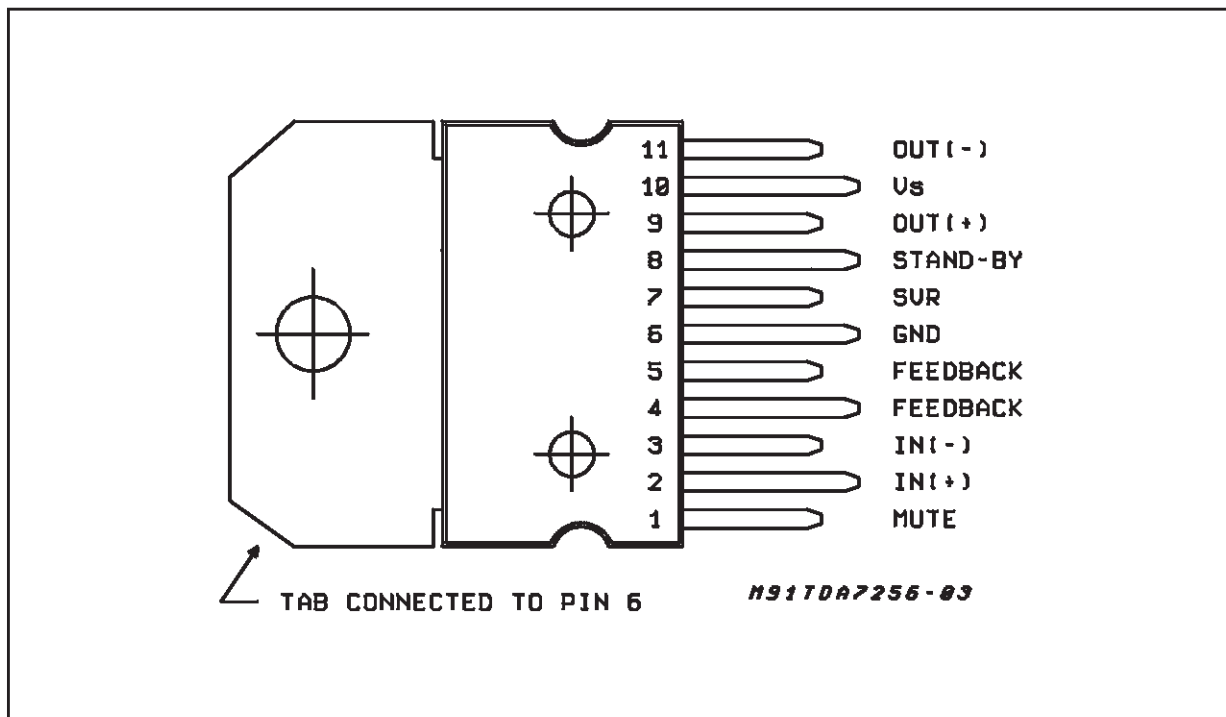 11 OUT(-)
10 Vs
9 OUT(+)
8 STAND-BY
7 SVR
6 GND
5 FEEDBACK
4 FEEDBACK
3 IN(-)
2 IN(+)
1 MUTE
TAB CONNECTED TO PIN 6
M91TDA7256-03